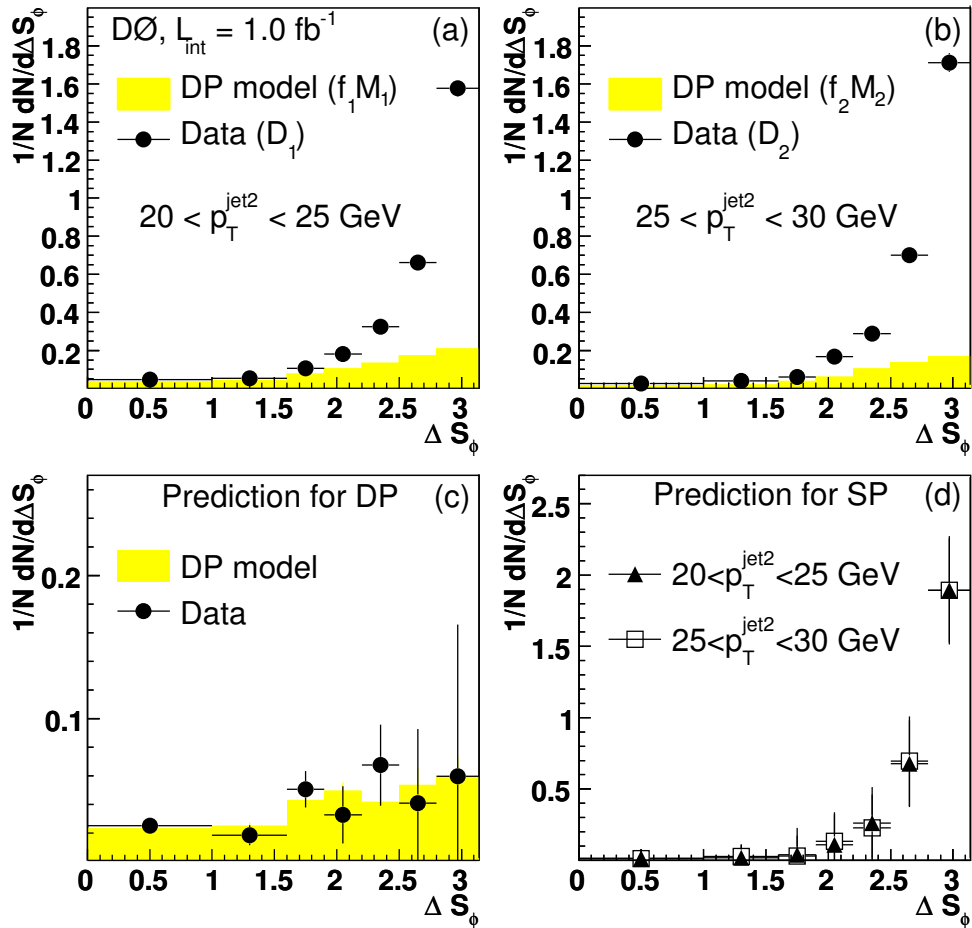 1/N dN/dΔS_ϕ
DØ, L_int = 1.0 fb⁻¹
(a)
DP model (f_1M_1)
Data (D_1)
20 < p_T^jet2 < 25 GeV
1.8
1.6
1.4
1.2
1
0.8
0.6
0.4
0.2
0 0.5 1 1.5 2 2.5 3
Δ S_ϕ
1/N dN/dΔS_ϕ
(b)
DP model (f_2M_2)
Data (D_2)
25 < p_T^jet2 < 30 GeV
1.8
1.6
1.4
1.2
1
0.8
0.6
0.4
0.2
0 0.5 1 1.5 2 2.5 3
Δ S_ϕ
1/N dN/dΔS_ϕ
Prediction for DP (c)
DP model
Data
0.2
0.1
0 0.5 1 1.5 2 2.5 3
Δ S_ϕ
1/N dN/dΔS_ϕ
Prediction for SP (d)
20<p_T^jet2<25 GeV
25<p_T^jet2<30 GeV
2.5
2
1.5
1
0.5
0 0.5 1 1.5 2 2.5 3
Δ S_ϕ